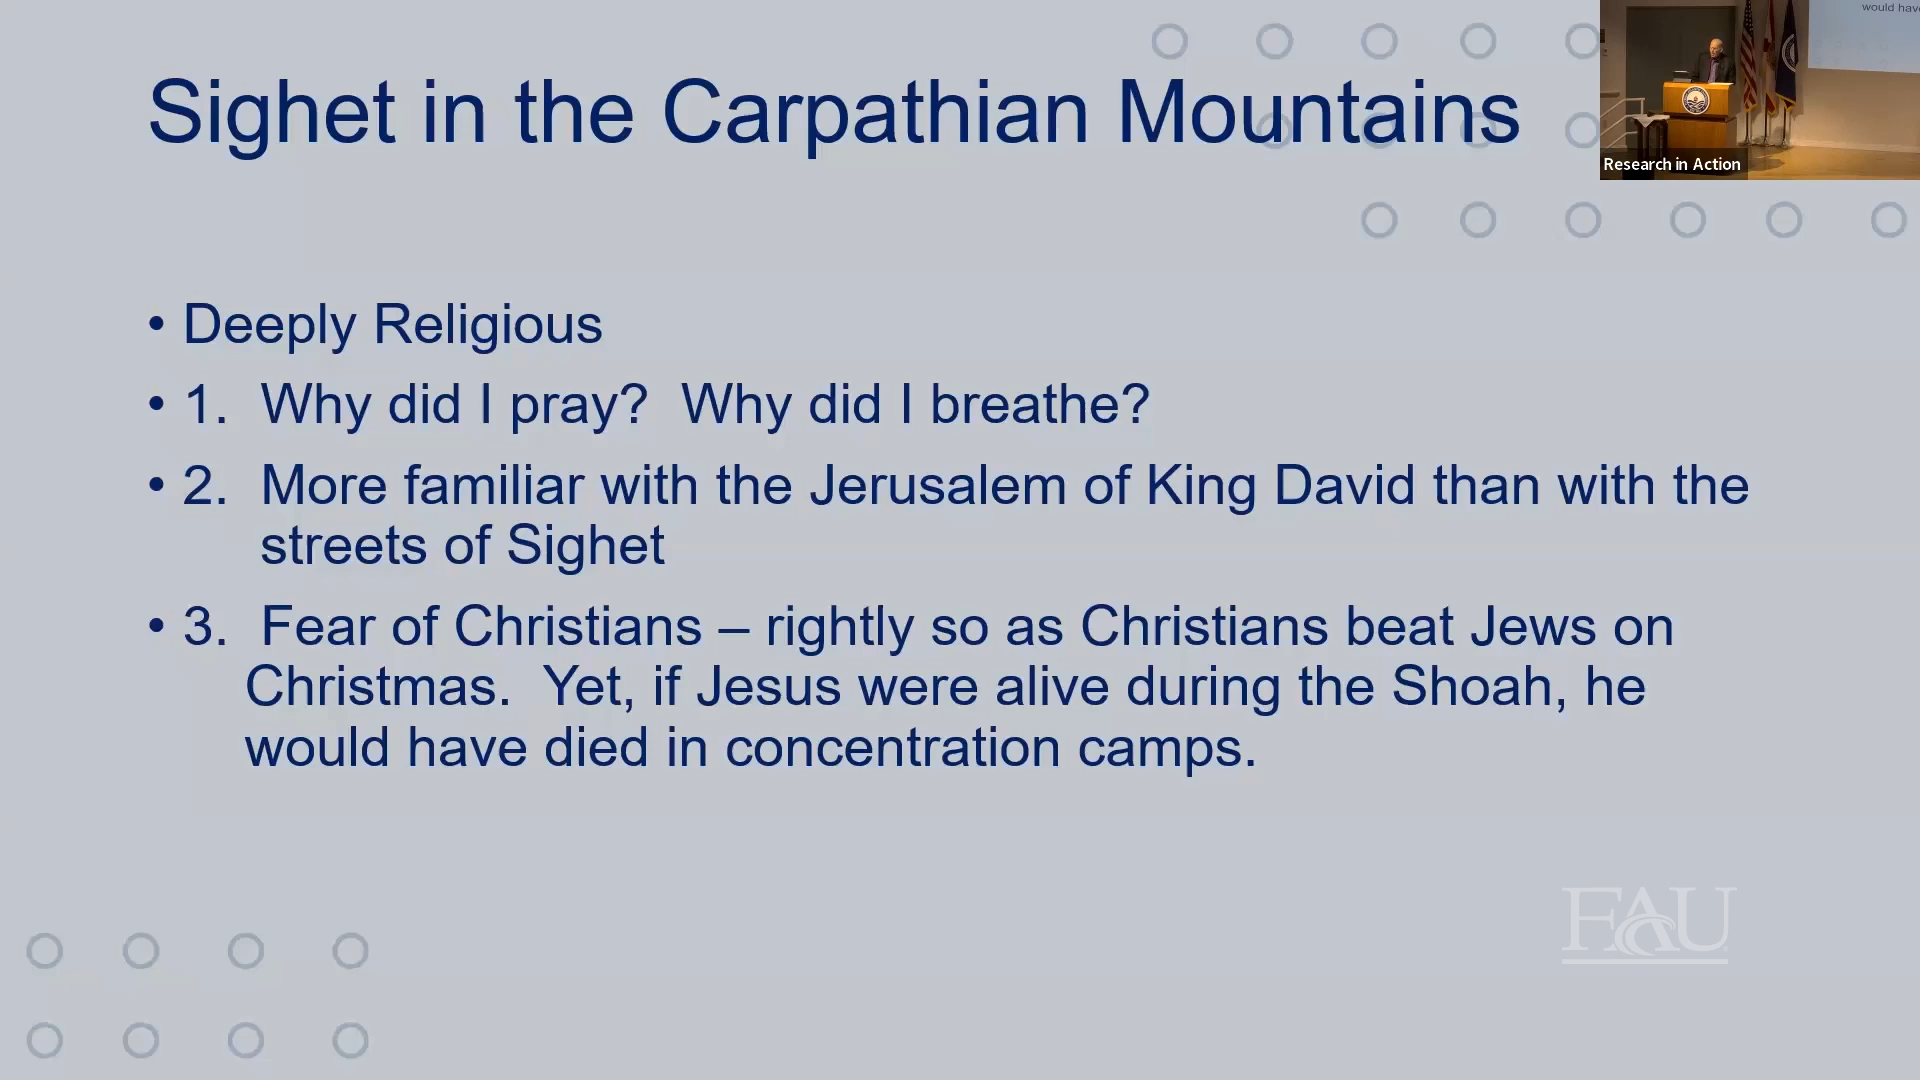 would hav
Sighet in the Carpathian Mountains
Research in Action
• Deeply Religious
• 1. Why did I pray? Why did I breathe?
• 2. More familiar with the Jerusalem of King David than with the
streets of Sighet
• 3. Fear of Christians – rightly so as Christians beat Jews on
Christmas. Yet, if Jesus were alive during the Shoah, he
would have died in concentration camps.
FAU